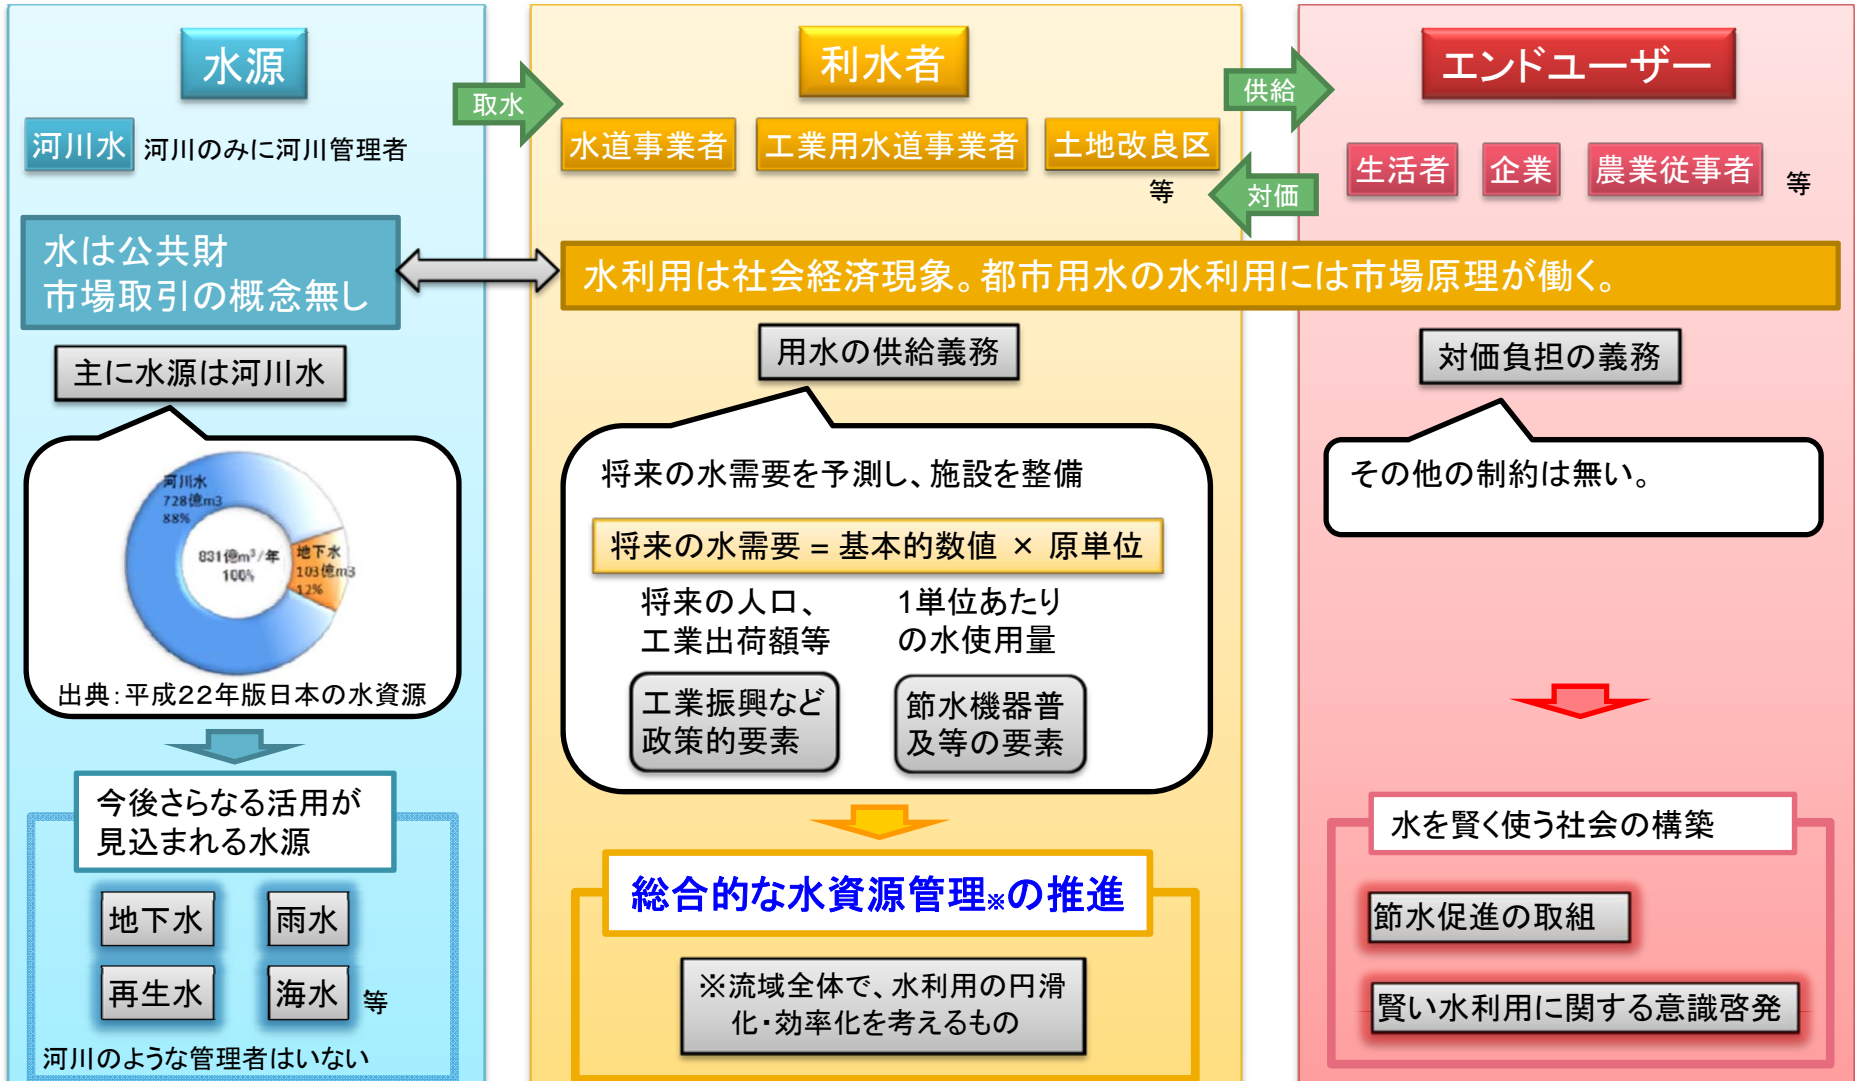 水源
河川水
河川のみに河川管理者
水は公共財
市場取引の概念無し
主に水源は河川水
河川水
728億m3
88%
831億m³/年
100%
地下水
103億m3
12%
出典：平成２２年版日本の水資源
今後さらなる活用が
見込まれる水源
地下水
雨水
再生水
海水
等
河川のような管理者はいない
取水
利水者
水道事業者
工業用水道事業者
土地改良区
等
供給
対価
水利用は社会経済現象。都市用水の水利用には市場原理が働く。
用水の供給義務
将来の水需要を予測し、施設を整備
将来の水需要 = 基本的数値 × 原単位
将来の人口、
工業出荷額等
1単位あたり
の水使用量
工業振興など
政策的要素
節水機器普
及等の要素
総合的な水資源管理※の推進
※流域全体で、水利用の円滑
化・効率化を考えるもの
エンドユーザー
生活者
企業
農業従事者
等
対価負担の義務
その他の制約は無い。
水を賢く使う社会の構築
節水促進の取組
賢い水利用に関する意識啓発